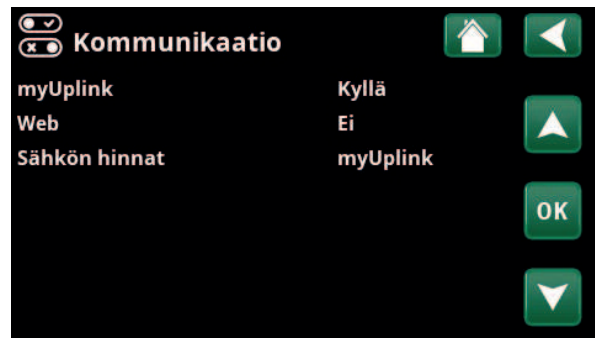 Kommunikaatio
myUplink Kyllä
Web Ei
Sähkön hinnat myUplink
OK